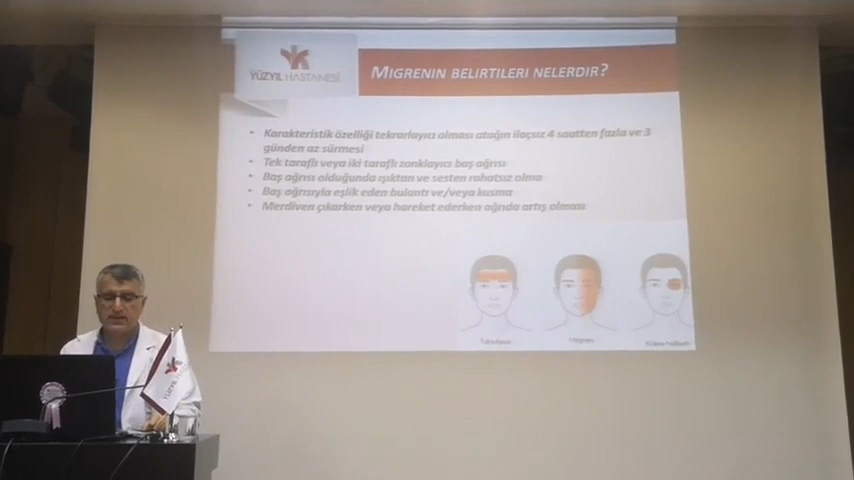 YÜZYIL HASTANESİ
MIGRENIN BELIRTILERI NELERDIR?
• Karakteristik özelliği tekrarlayıcı olması atağın ilaçsız 4 saatten fazla ve 3
günden az sürmesi
• Tek taraflı veya iki taraflı zonklayıcı baş ağrısı
• Baş ağrısı olduğunda ışıktan ve sesten rahatsız olma
• Baş ağrısıyla eşlik eden bulantı ve/veya kusma
• Merdiven çıkarken veya hareket ederken ağrıda artış olması
Migren
YÜZYIL